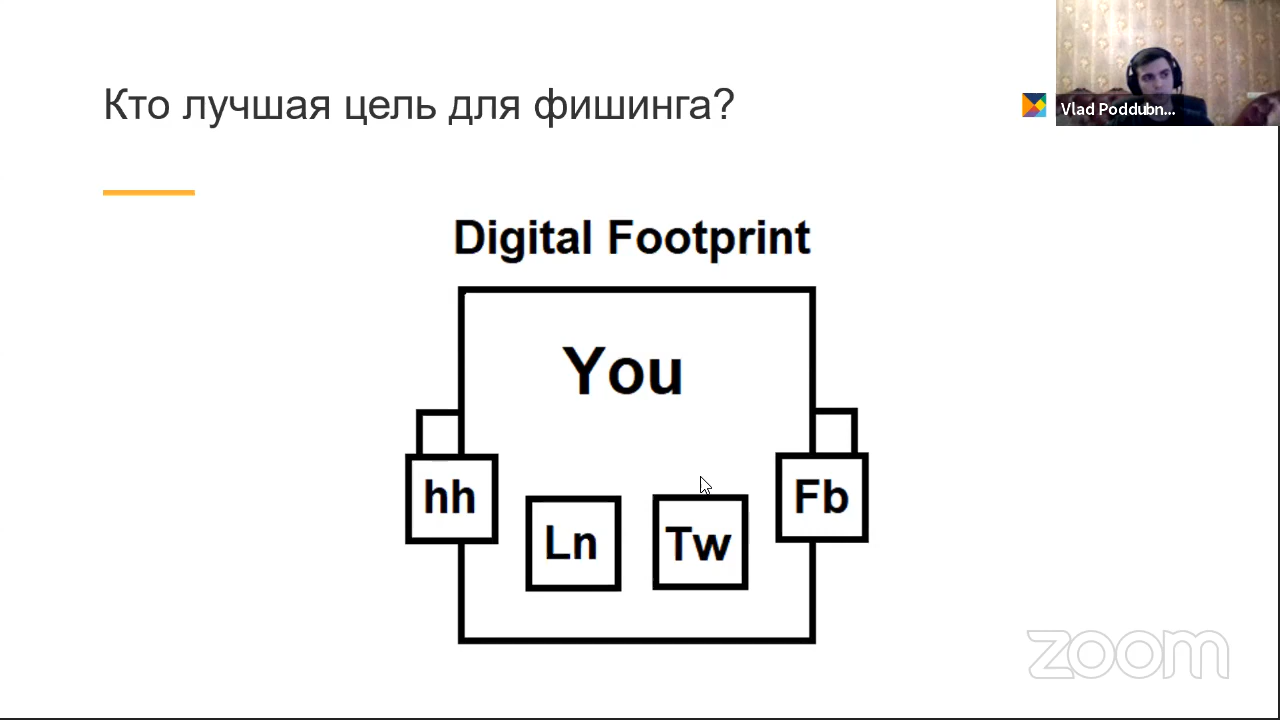 Кто лучшая цель для фишинга?
Vlad Poddubn...
Digital Footprint
You
hh
Ln
Tw
Fb
zoom